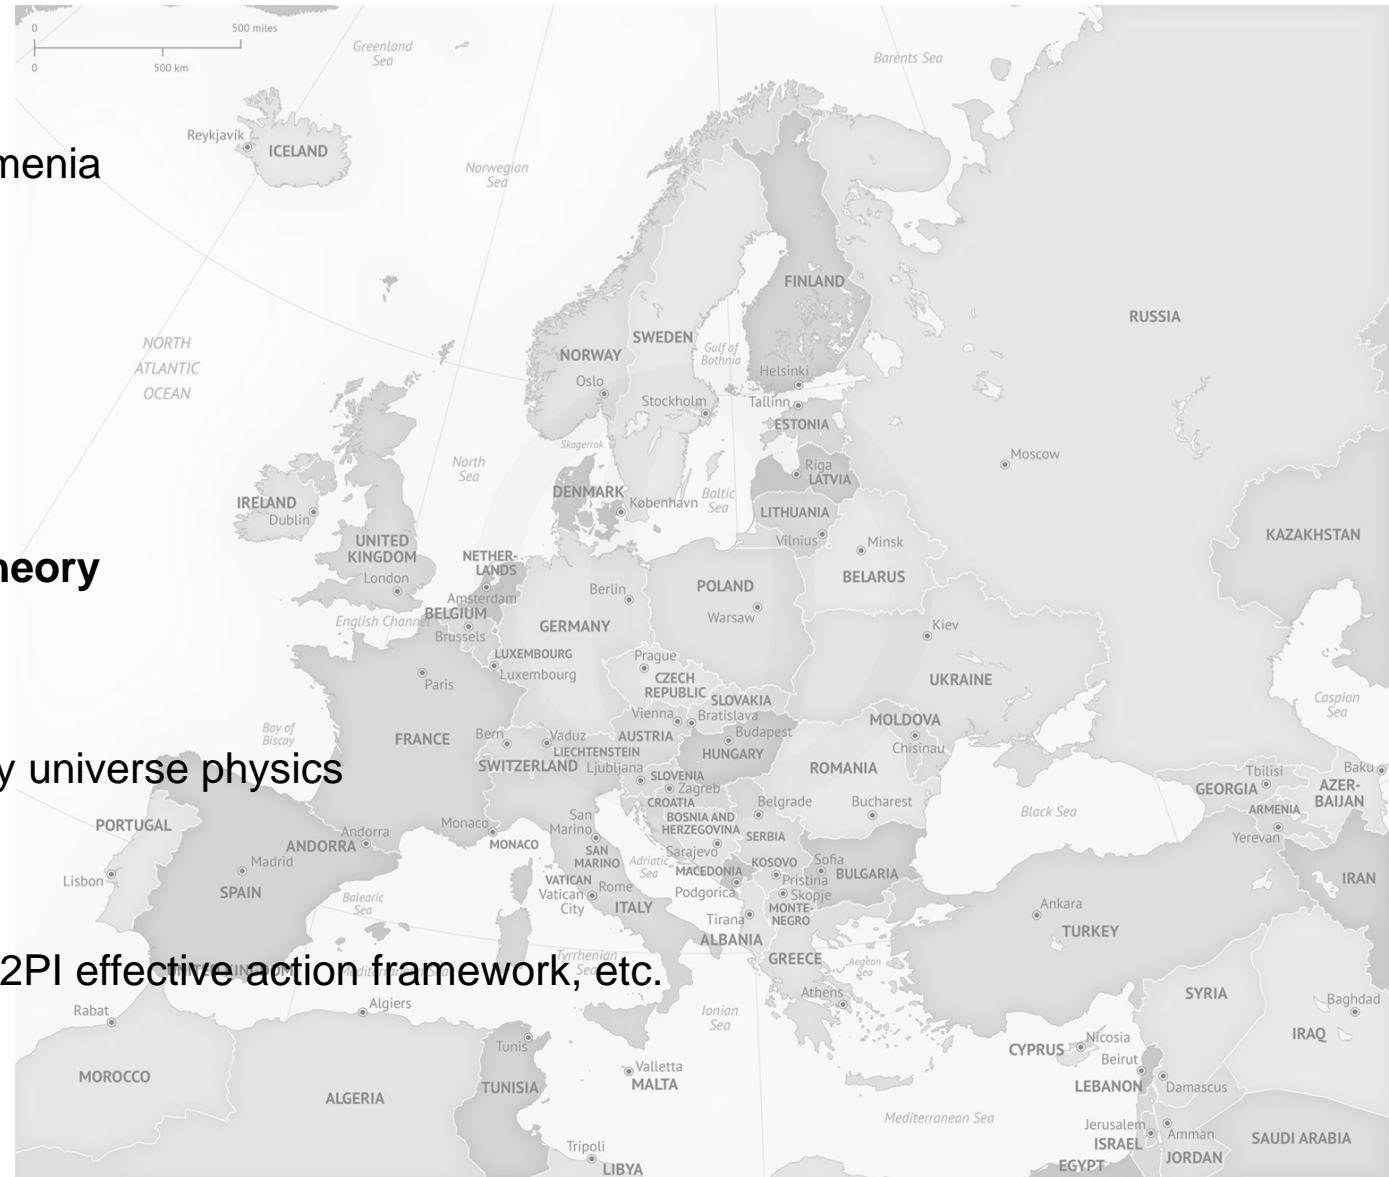 0 500 miles
0 500 km
Greenland
Sea
Barents Sea
Reykjavík
ICELAND
menia
Norwegian
Sea
FINLAND
RUSSIA
NORTH
ATLANTIC
OCEAN
SWEDEN
NORWAY
Gulf of
Bothnia
Helsinki
Oslo
Stockholm
Tallinn
ESTONIA
Skagerrak
Moscow
North
Sea
Riga
LATVIA
DENMARK
København
Baltic
Sea
IRELAND
Dublin
LITHUANIA
Vilnius
KAZAKHSTAN
UNITED
KINGDOM
Minsk
BELARUS
NETHER-
LANDS
heory
London
Amsterdam
Berlin
POLAND
Warsaw
BELGIUM
English Channel
Brussels
GERMANY
Kiev
LUXEMBOURG
Luxembourg
Prague
CZECH
REPUBLIC
UKRAINE
Paris
SLOVAKIA
Caspian
Sea
Vienna
Bratislava
MOLDOVA
Bay of
Biscay
FRANCE
Bern
Vaduz
AUSTRIA
Budapest
Chisinau
LIECHTENSTEIN
HUNGARY
SWITZERLAND
Ljubljana
y universe physics
SLOVENIA
ROMANIA
Tbilisi
Baku
Zagreb
GEORGIA
AZER-
BAIJAN
CROATIA
Belgrade
Bucharest
Black Sea
ARMENIA
PORTUGAL
Monaco
San
Marino
BOSNIA AND
HERZEGOVINA
SERBIA
Yerevan
Andorra
ANDORRA
MONACO
SAN
MARINO
Sarajevo
Adriatic
Sea
KOSOVO
Sofia
BULGARIA
Madrid
MACEDONIA
Pristina
IRAN
Lisbon
SPAIN
VATICAN
Vatican
City
Rome
Podgorica
Skopje
Balearic
Sea
ITALY
MONTE-
NEGRO
Ankara
TURKEY
Tirana
ALBANIA
GREECE
Tyrrhenian
Sea
Aegean
Sea
UNITED KINGDOM
Mediterranean Sea
2PI effective action framework, etc.
SYRIA
Athens
Baghdad
Rabat
Algiers
Ionian
Sea
IRAQ
Tunis
Nicosia
CYPRUS
Beirut
Valletta
MALTA
MOROCCO
TUNISIA
LEBANON
Damascus
ALGERIA
Mediterranean Sea
Jerusalem
Amman
ISRAEL
SAUDI ARABIA
Tripoli
LIBYA
JORDAN
EGYPT